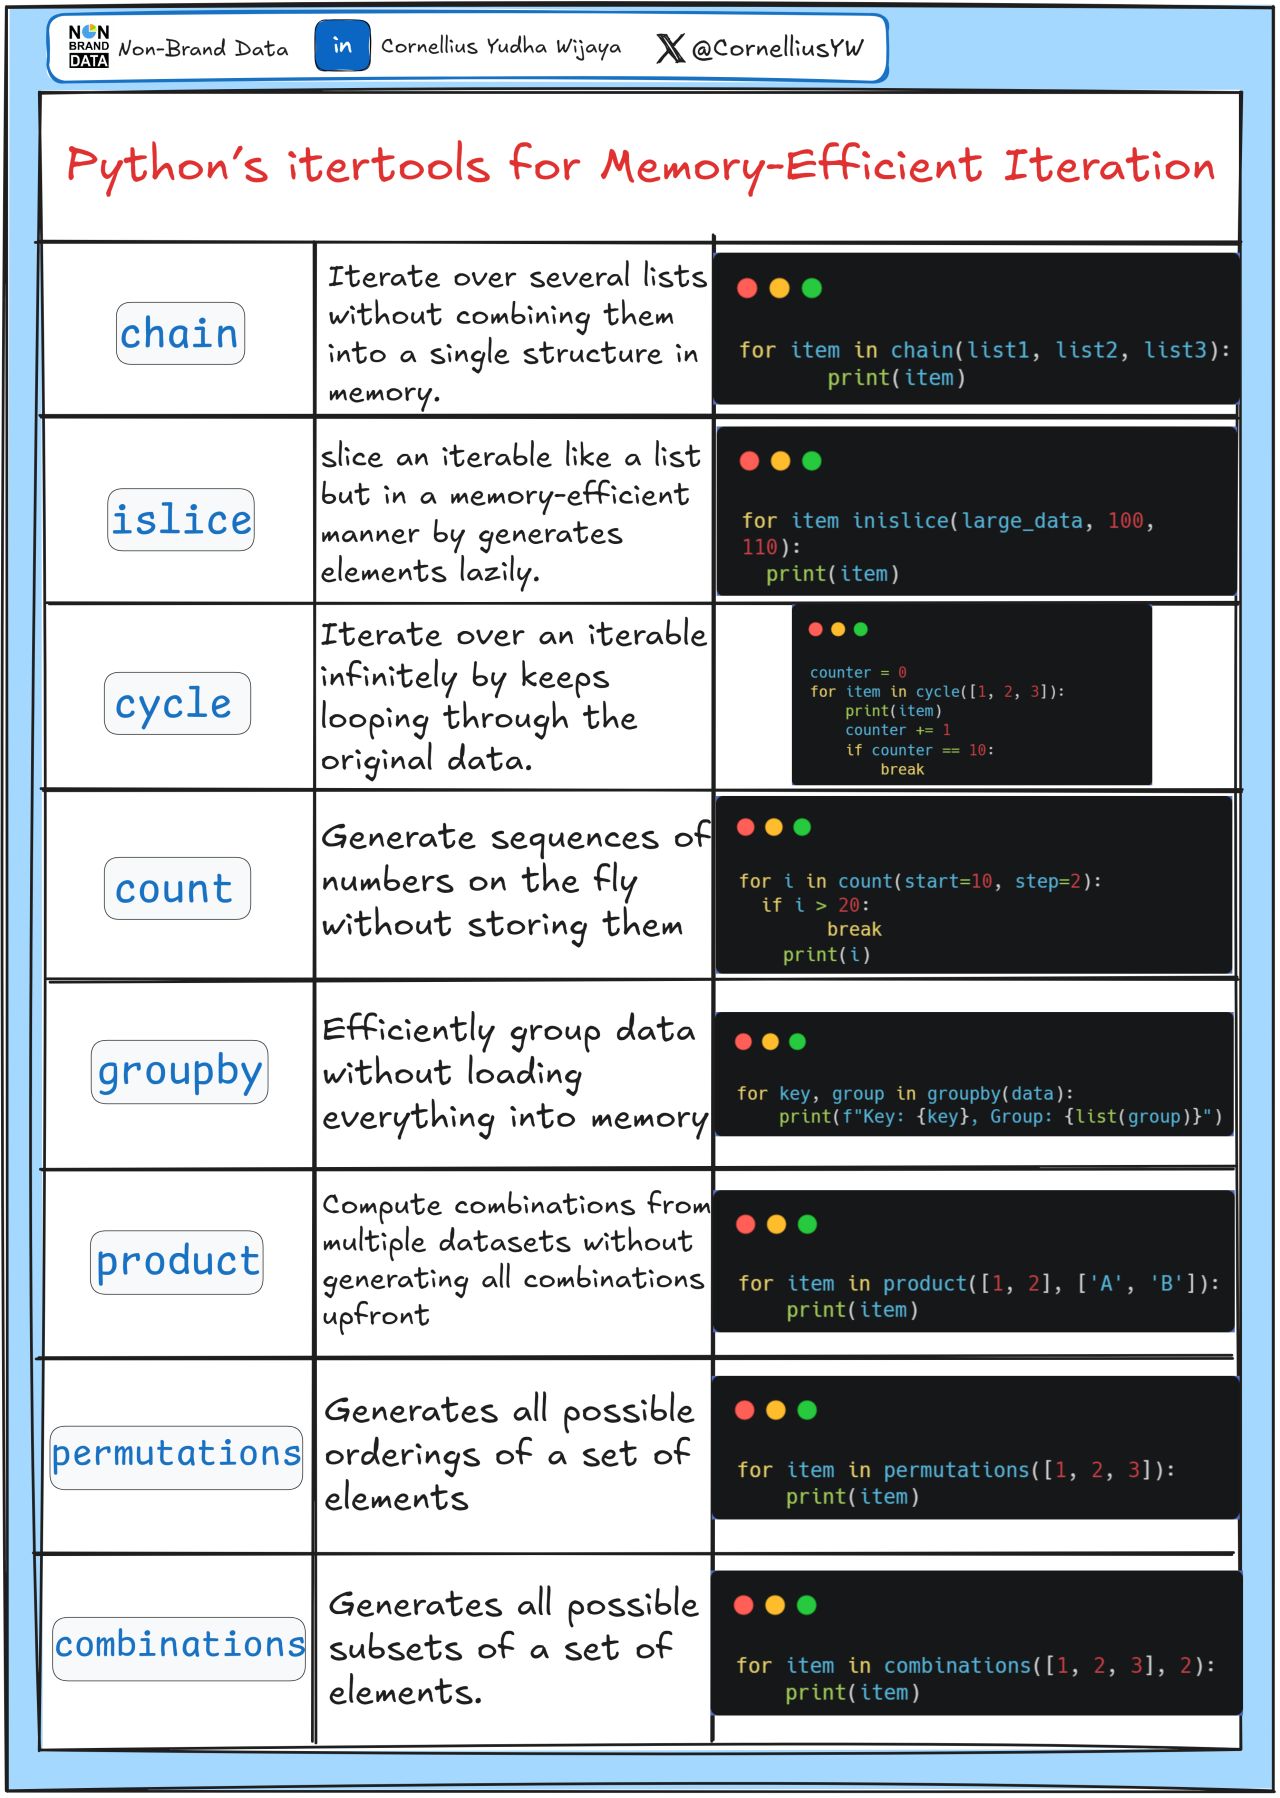 NON
BRAND
DATA
Non-Brand Data
in
Cornellius Yudha Wijaya
X
@CornelliusYW
Python's itertools for Memory-Efficient Iteration
chain
Iterate over several lists
without combining them
into a single structure in
memory.
for item in chain(list1, list2, list3):
print(item)
islice
slice an iterable like a list
but in a memory-efficient
manner by generates
elements lazily.
for item inislice(large_data, 100,
110):
print(item)
cycle
Iterate over an iterable
infinitely by keeps
looping through the
original data.
counter = 0
for item in cycle([1, 2, 3]):
print(item)
counter += 1
if counter == 10:
break
count
Generate sequences of
numbers on the fly
without storing them
for i in count(start=10, step=2):
if i > 20:
break
print(i)
groupby
Efficiently group data
without loading
everything into memory
for key, group in groupby(data):
print(f"Key: {key}, Group: {list(group)}")
product
Compute combinations from
multiple datasets without
generating all combinations
upfront
for item in product([1, 2], ['A', 'B']):
print(item)
permutations
Generates all possible
orderings of a set of
elements
for item in permutations([1, 2, 3]):
print(item)
combinations
Generates all possible
subsets of a set of
elements.
for item in combinations([1, 2, 3], 2):
print(item)